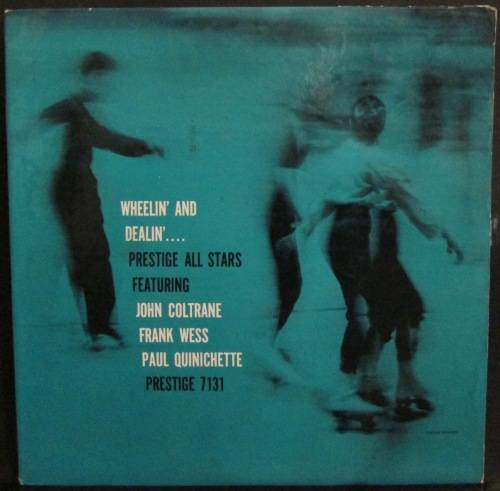 WHEELIN' AND
DEALIN'....
PRESTIGE ALL STARS
FEATURING
JOHN COLTRANE
FRANK WESS
PAUL QUINICHETTE
PRESTIGE 7131